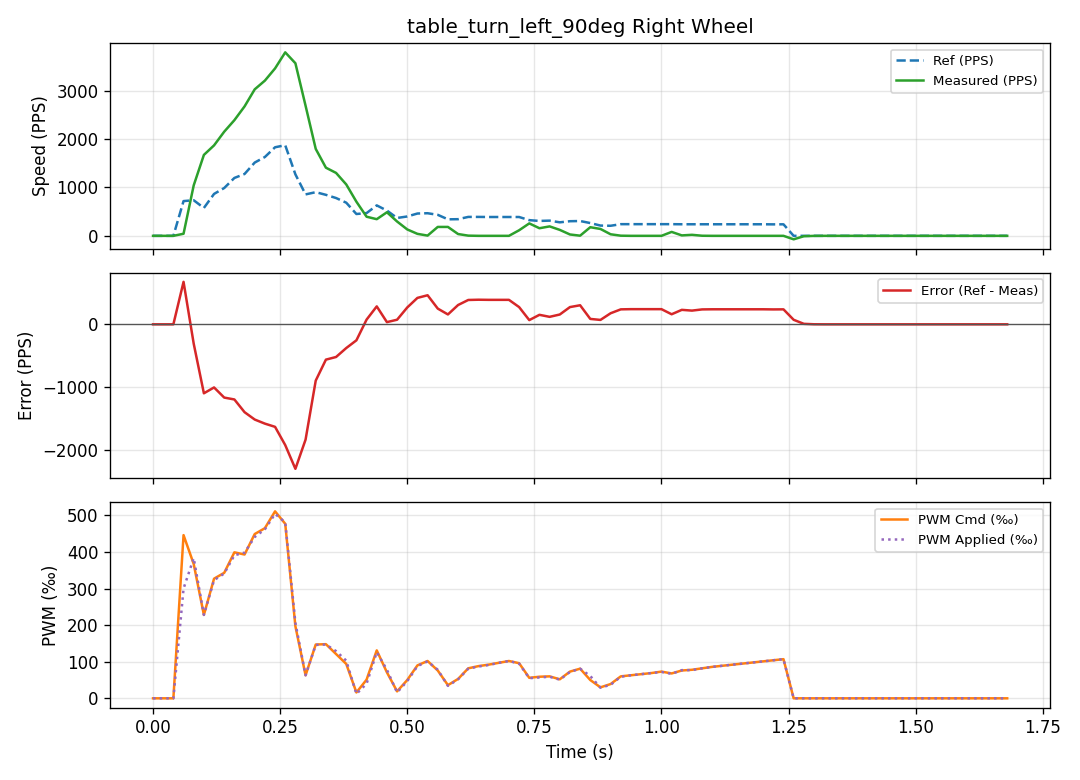 table_turn_left_90deg Right Wheel
Speed (PPS)
3000
2000
1000
0
Ref (PPS)
Measured (PPS)
Error (PPS)
0
−1000
−2000
Error (Ref - Meas)
PWM (‰)
500
400
300
200
100
0
PWM Cmd (‰)
PWM Applied (‰)
0.00 0.25 0.50 0.75 1.00 1.25 1.50 1.75
Time (s)